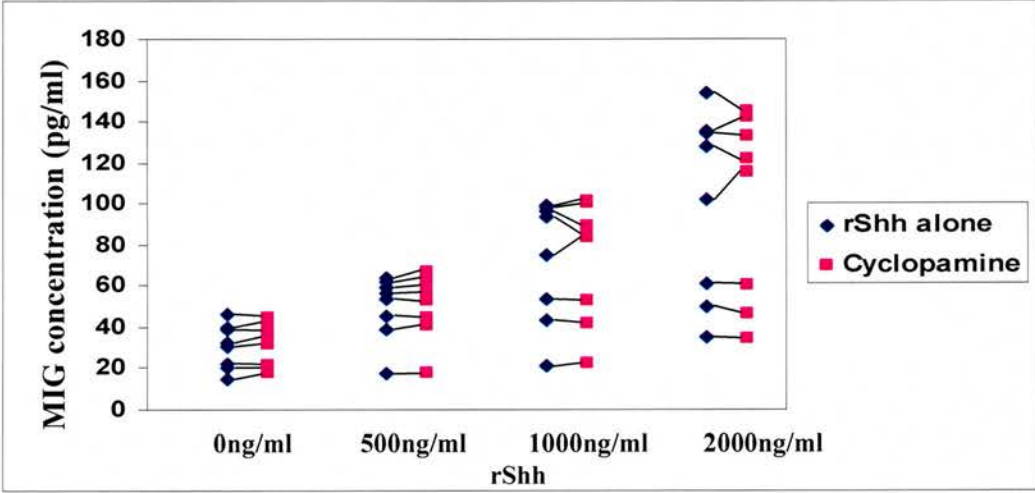 MIG concentration (pg/ml)
180
160
140
120
100
80
60
40
20
0
0ng/ml 500ng/ml 1000ng/ml 2000ng/ml
rShh
rShh alone
Cyclopamine